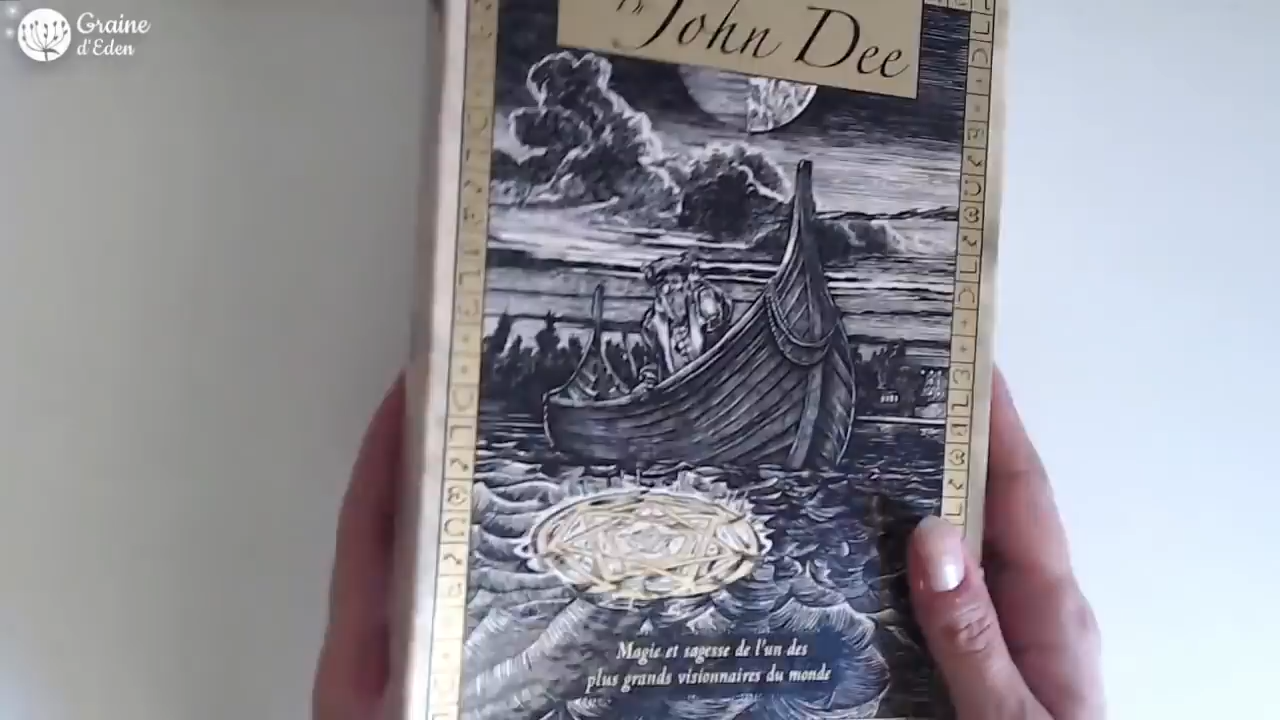 Graine
d'Eden
John Dee
Magie et sagesse de l'un des
plus grands visionnaires du monde